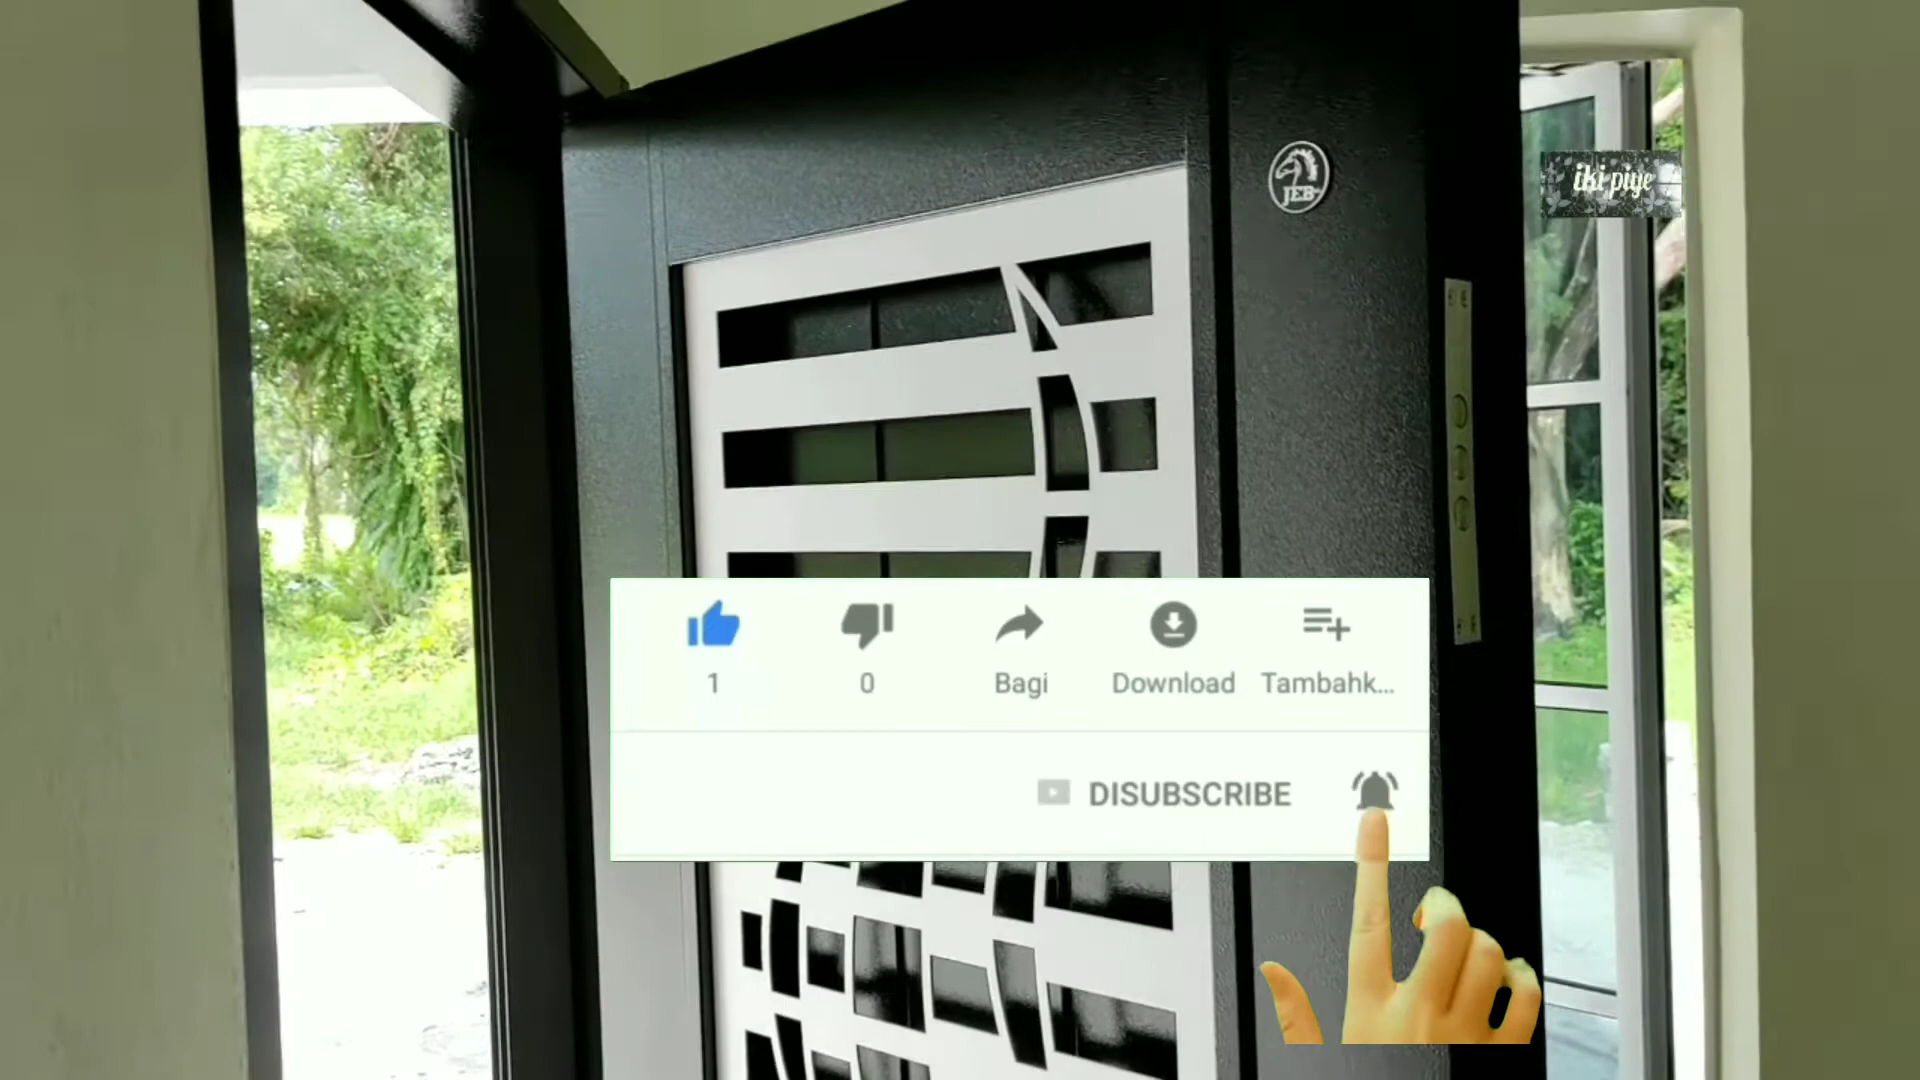 JEB
iki piye
1
0
Bagi
Download
Tambahk...
DISUBSCRIBE